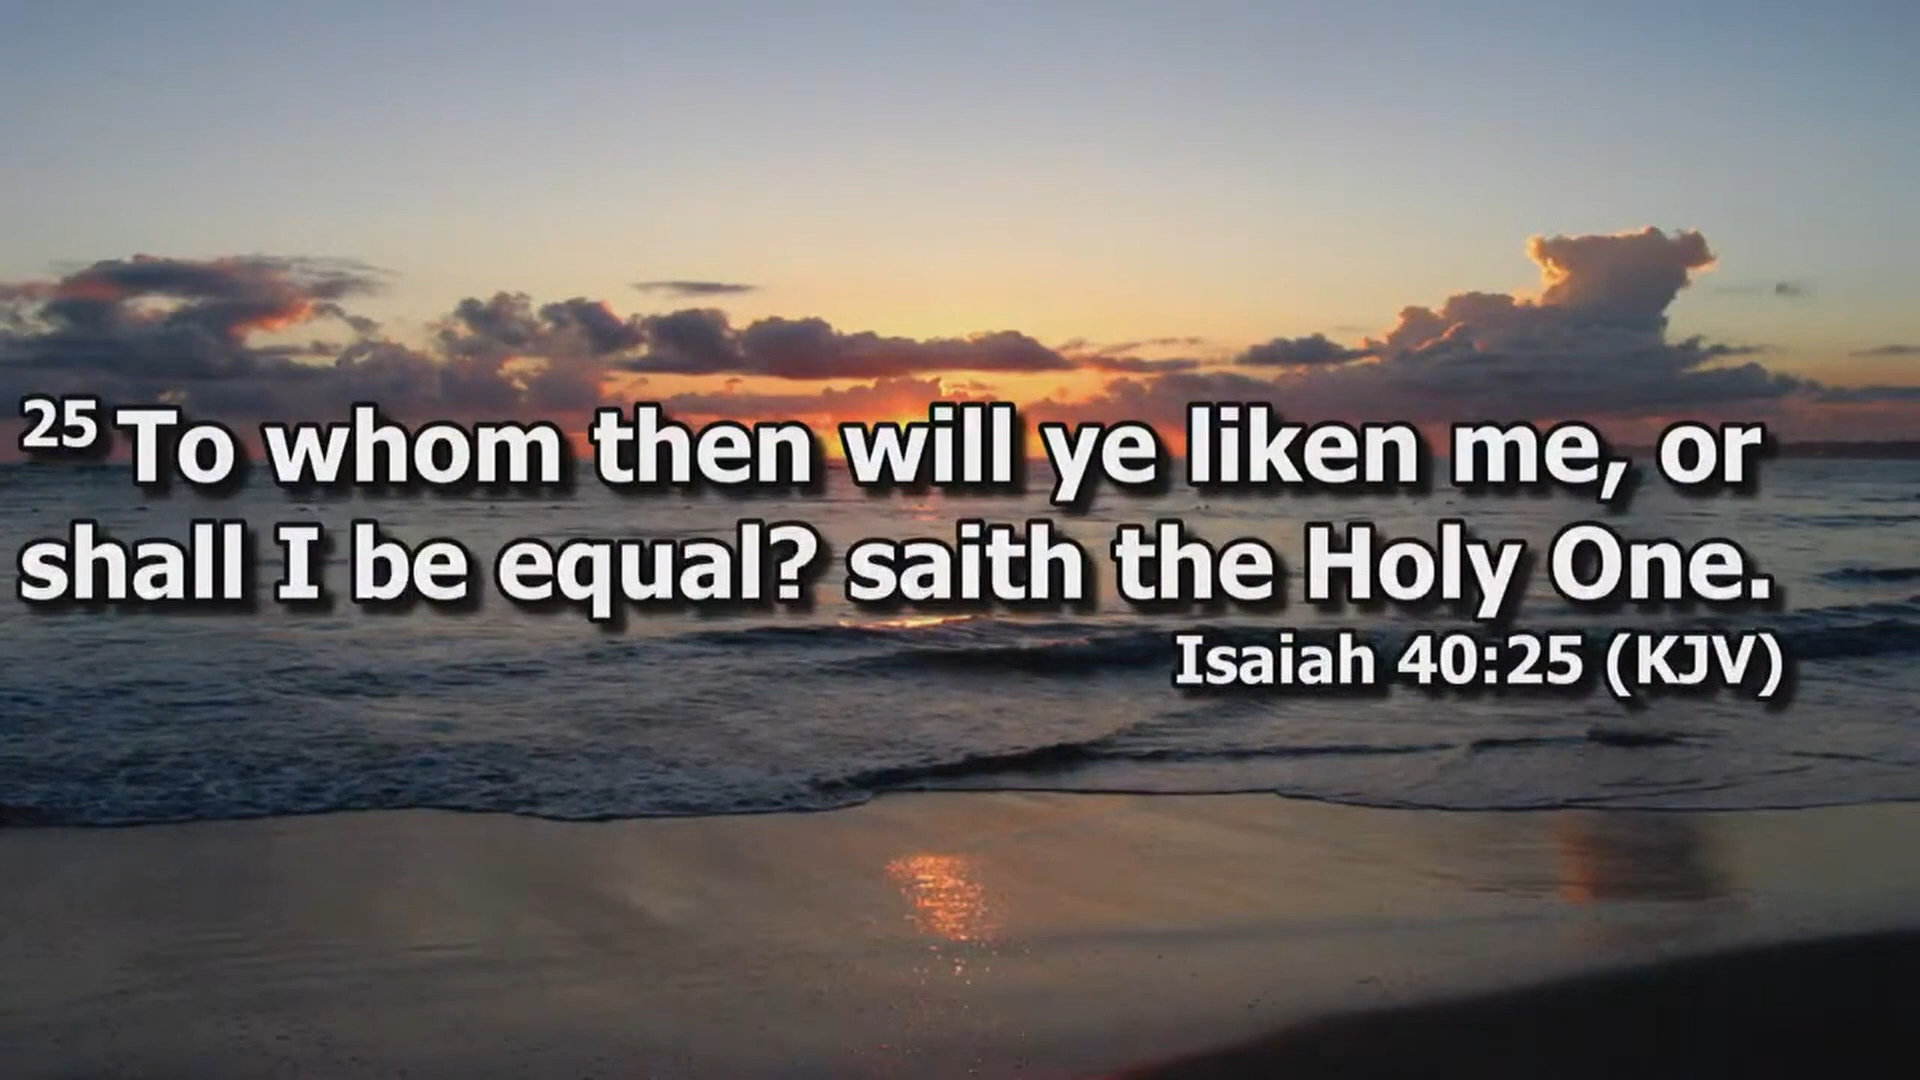 25 To whom then will ye liken me, or
shall I be equal? saith the Holy One.
Isaiah 40:25 (KJV)